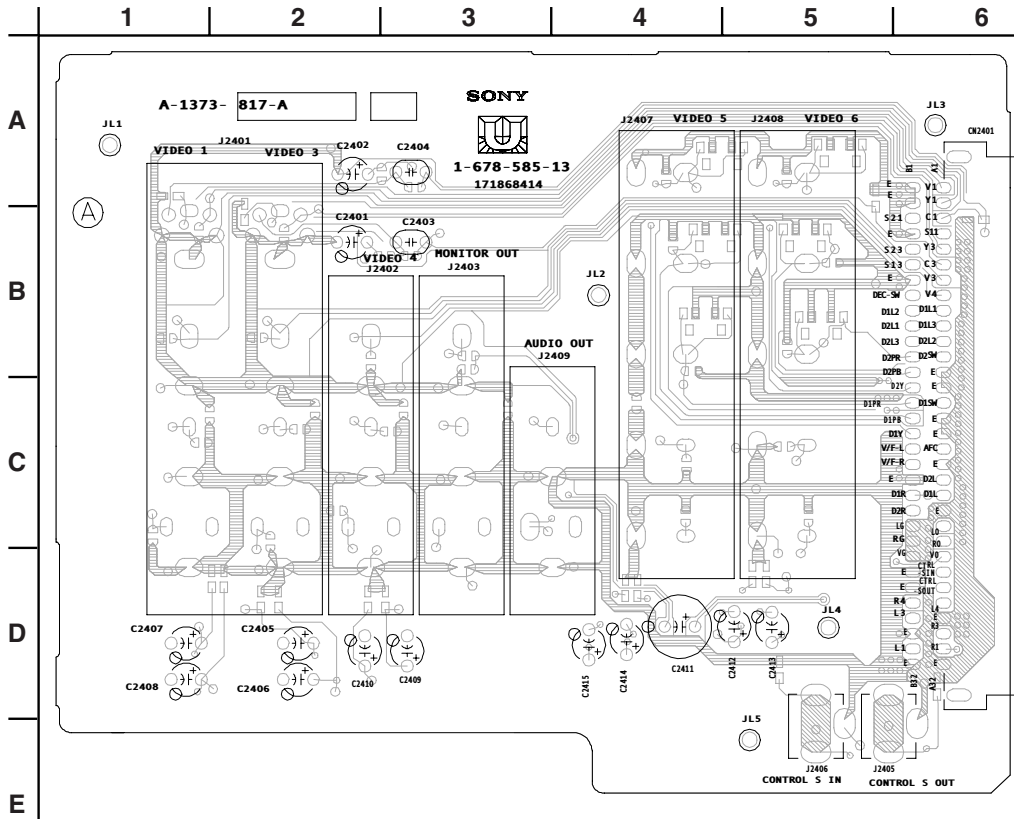 1 2 3 4 5 6
A
B
C
D
E
A-1373- 817-A
SONY
JL1
J2401
VIDEO 1
VIDEO 3
C2402
C2404
1-678-585-13
171868414
J2407
VIDEO 5
J2408
VIDEO 6
JL3
CN2401
A
C2401
C2403
VIDEO 4
MONITOR OUT
J2402
J2403
JL2
AUDIO OUT
J2409
B1 A1
E
E V1
Y1
S21 C1
E S11
S23 Y3
S13 C3
E V3
DEC-SW V4
D1L2 D1L1
D2L1 D1L3
D2L3 D2L2
D2PR D2SW
D2PB E
D2Y E
D1PR D1SW
D1PB E
D1Y E
V/F-L AFC
V/F-R E
E D2L
D1R D1L
D2R E
LG LO
RG RO
VG VO
E CTRL
-SIN
E CTRL
-SOUT
R4 L4
L3 E
E R3
L1 R1
E E
B32 A32
JL4
C2407
C2405
C2408
C2406
C2410
C2409
C2415
C2414
C2411
C2412
C2413
JL5
J2406
J2405
CONTROL S IN
CONTROL S OUT